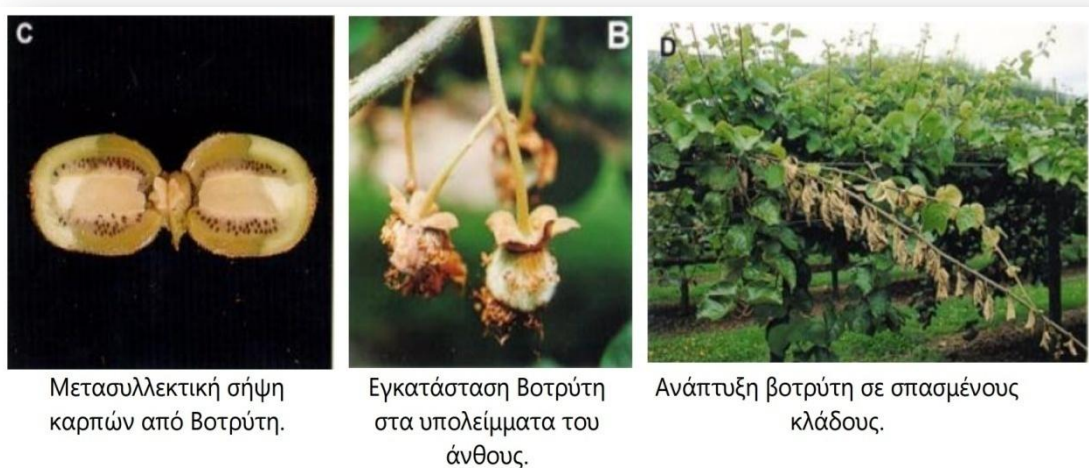 C
B
D
Μετασυλλεκτική σήψη
καρπών από Βοτρύτη.
Εγκατάσταση Βοτρύτη
στα υπολείμματα του
άνθους.
Ανάπτυξη βοτρύτη σε σπασμένους
κλάδους.